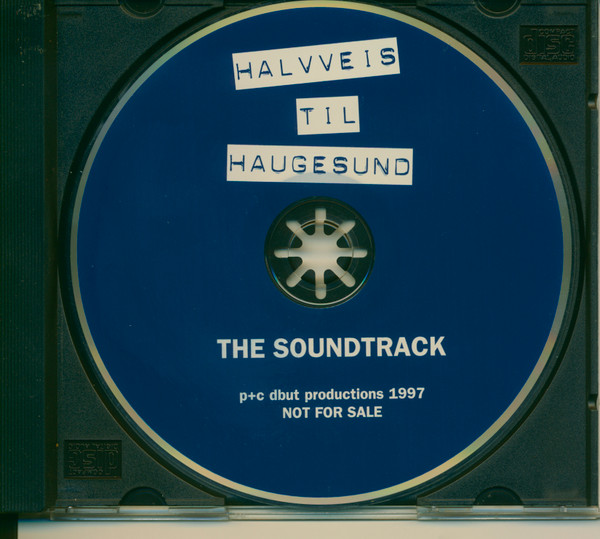 HALVVEIS
TIL
HAUGESUND
THE SOUNDTRACK
p+c dbut productions 1997
NOT FOR SALE